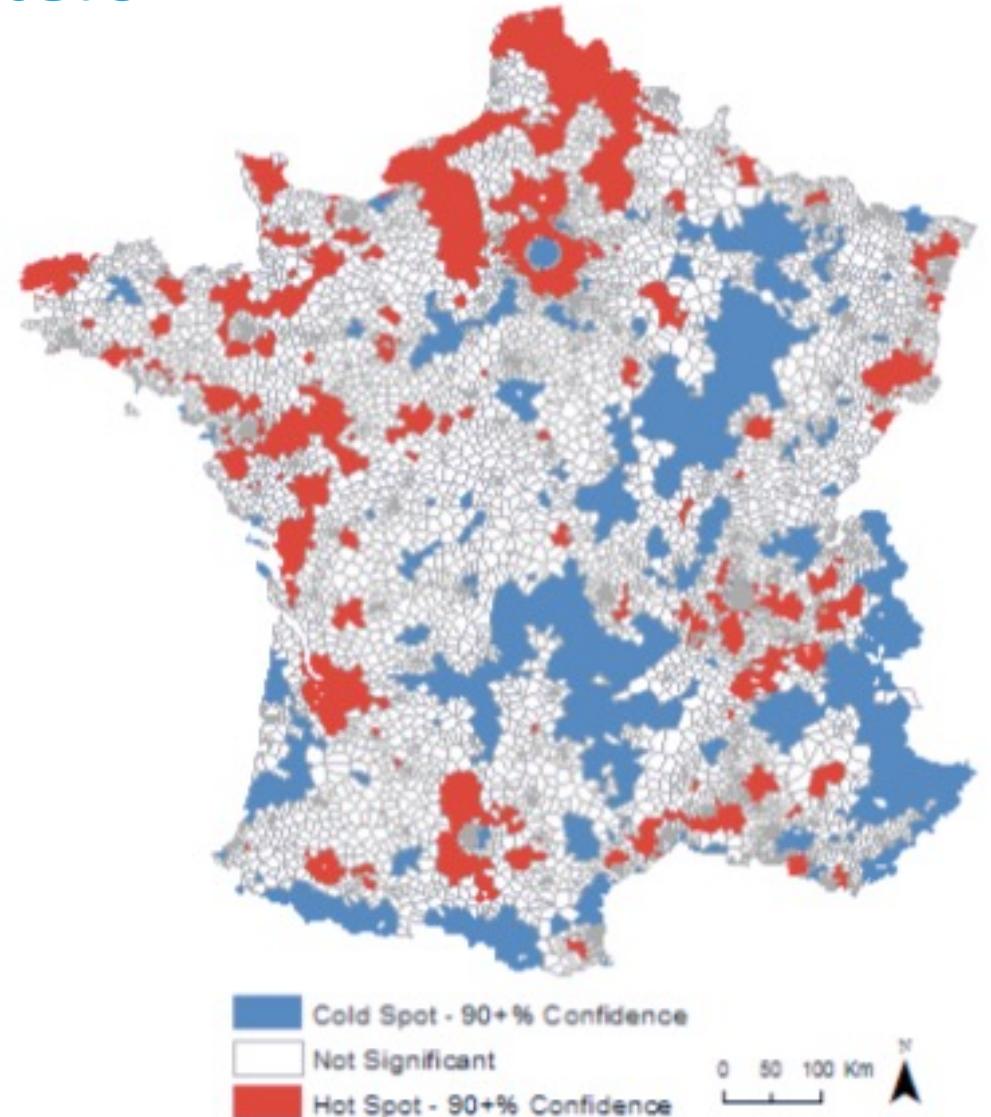 Cold Spot - 90+% Confidence
Not Significant
Hot Spot - 90+% Confidence
0 50 100 Km
N